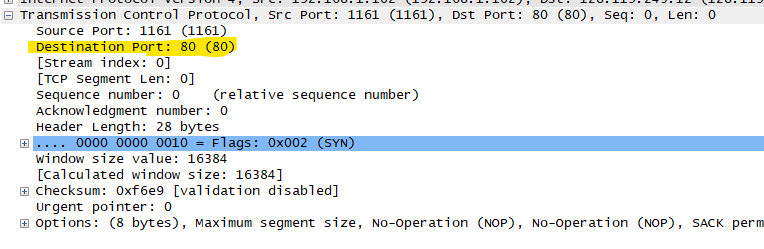 Internet Protocol Version 4, Src: 192.168.1.102 (192.168.1.102), Dst: 128.119.245.12 (128.119
Transmission Control Protocol, Src Port: 1161 (1161), Dst Port: 80 (80), Seq: 0, Len: 0
Source Port: 1161 (1161)
Destination Port: 80 (80)
[Stream index: 0]
[TCP Segment Len: 0]
Sequence number: 0    (relative sequence number)
Acknowledgment number: 0
Header Length: 28 bytes
.... 0000 0000 0010 = Flags: 0x002 (SYN)
Window size value: 16384
[Calculated window size: 16384]
Checksum: 0xf6e9 [validation disabled]
Urgent pointer: 0
Options: (8 bytes), Maximum segment size, No-Operation (NOP), No-Operation (NOP), SACK perm